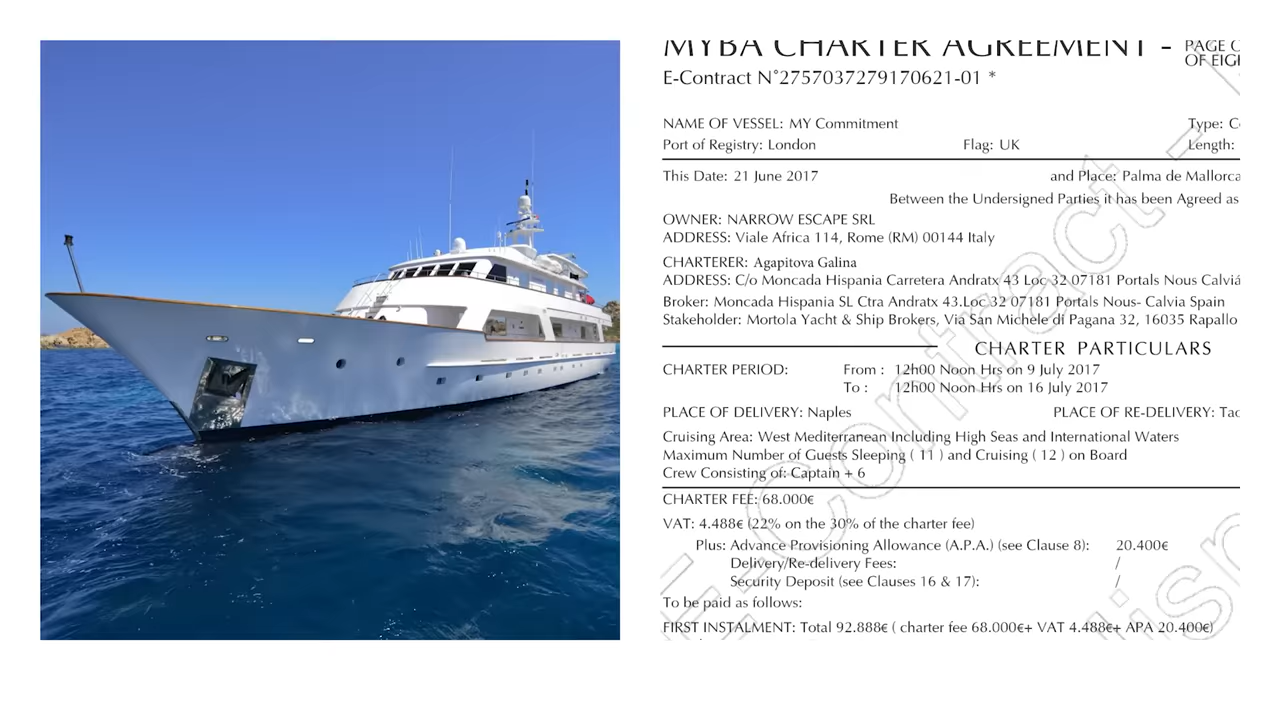 MYBA CHARTER AGREEMENT - PAGE
OF
E-Contract N°2757037279170621-01 *
NAME OF VESSEL: MY Commitment Type:
Port of Registry: London Flag: UK Length:
This Date: 21 June 2017 and Place: Palma de Mallorca
Between the Undersigned Parties it has been Agreed as
OWNER: NARROW ESCAPE SRL
ADDRESS: Viale Africa 114, Rome (RM) 00144 Italy
CHARTERER: Agapitova Galina
ADDRESS: C/o Moncada Hispania Carretera Andratx 43 Loc 32 07181 Portals Nous Calviá
Broker: Moncada Hispania SL Ctra Andratx 43.Loc 32 07181 Portals Nous- Calvia Spain
Stakeholder: Mortola Yacht & Ship Brokers, Via San Michele di Pagana 32, 16035 Rapallo
CHARTER PARTICULARS
CHARTER PERIOD: From : 12h00 Noon Hrs on 9 July 2017
To : 12h00 Noon Hrs on 16 July 2017
PLACE OF DELIVERY: Naples PLACE OF RE-DELIVERY:
Cruising Area: West Mediterranean Including High Seas and International Waters
Maximum Number of Guests Sleeping ( 11 ) and Cruising ( 12 ) on Board
Crew Consisting of: Captain + 6
CHARTER FEE: 68.000€
VAT: 4.488€ (22% on the 30% of the charter fee)
Plus: Advance Provisioning Allowance (A.P.A.) (see Clause 8): 20.400€
Delivery/Re-delivery Fees: /
Security Deposit (see Clauses 16 & 17): /
To be paid as follows:
FIRST INSTALMENT: Total 92.888€ ( charter fee 68.000€+ VAT 4.488€+ APA 20.400€)
E-Contract -